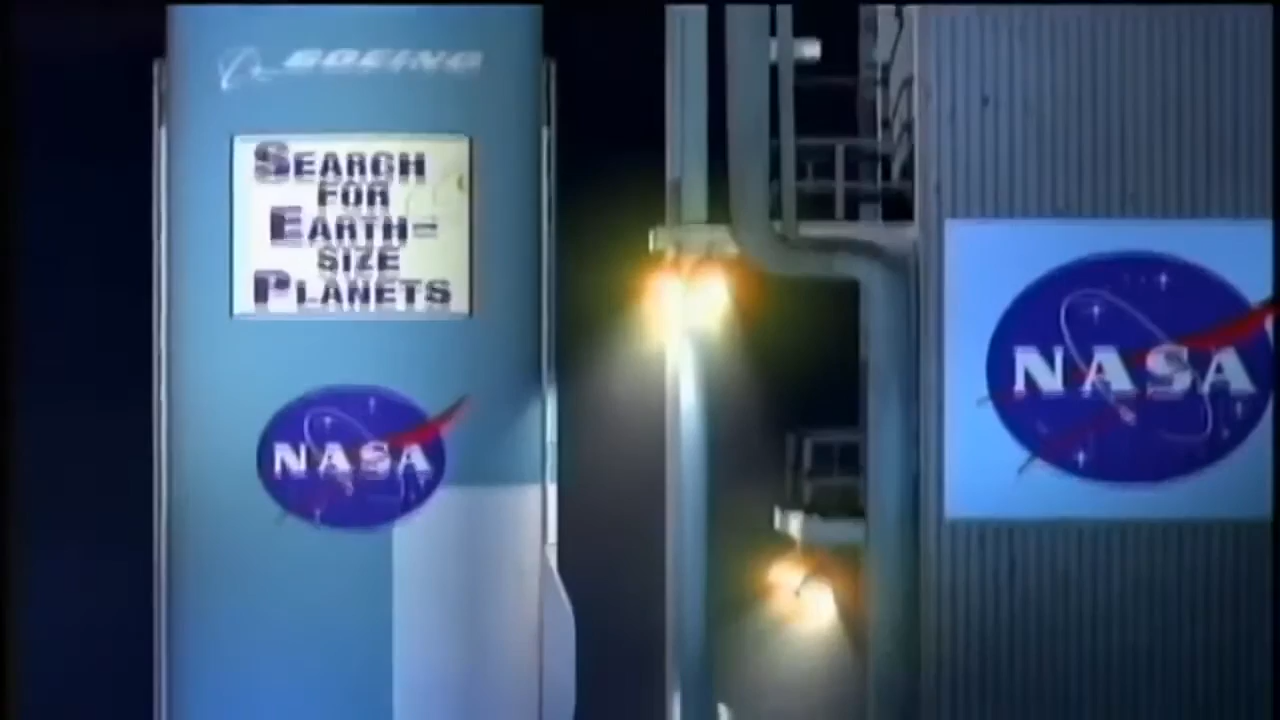 BOEING
SEARCH
FOR
EARTH-
SIZE
PLANETS
NASA
NASA